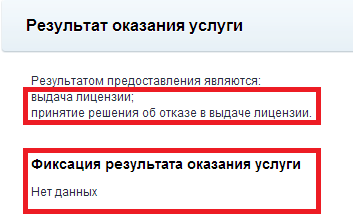 Результат оказания услуги
Результатом предоставления являются:
выдача лицензии;
принятие решения об отказе в выдаче лицензии.
Фиксация результата оказания услуги
Нет данных